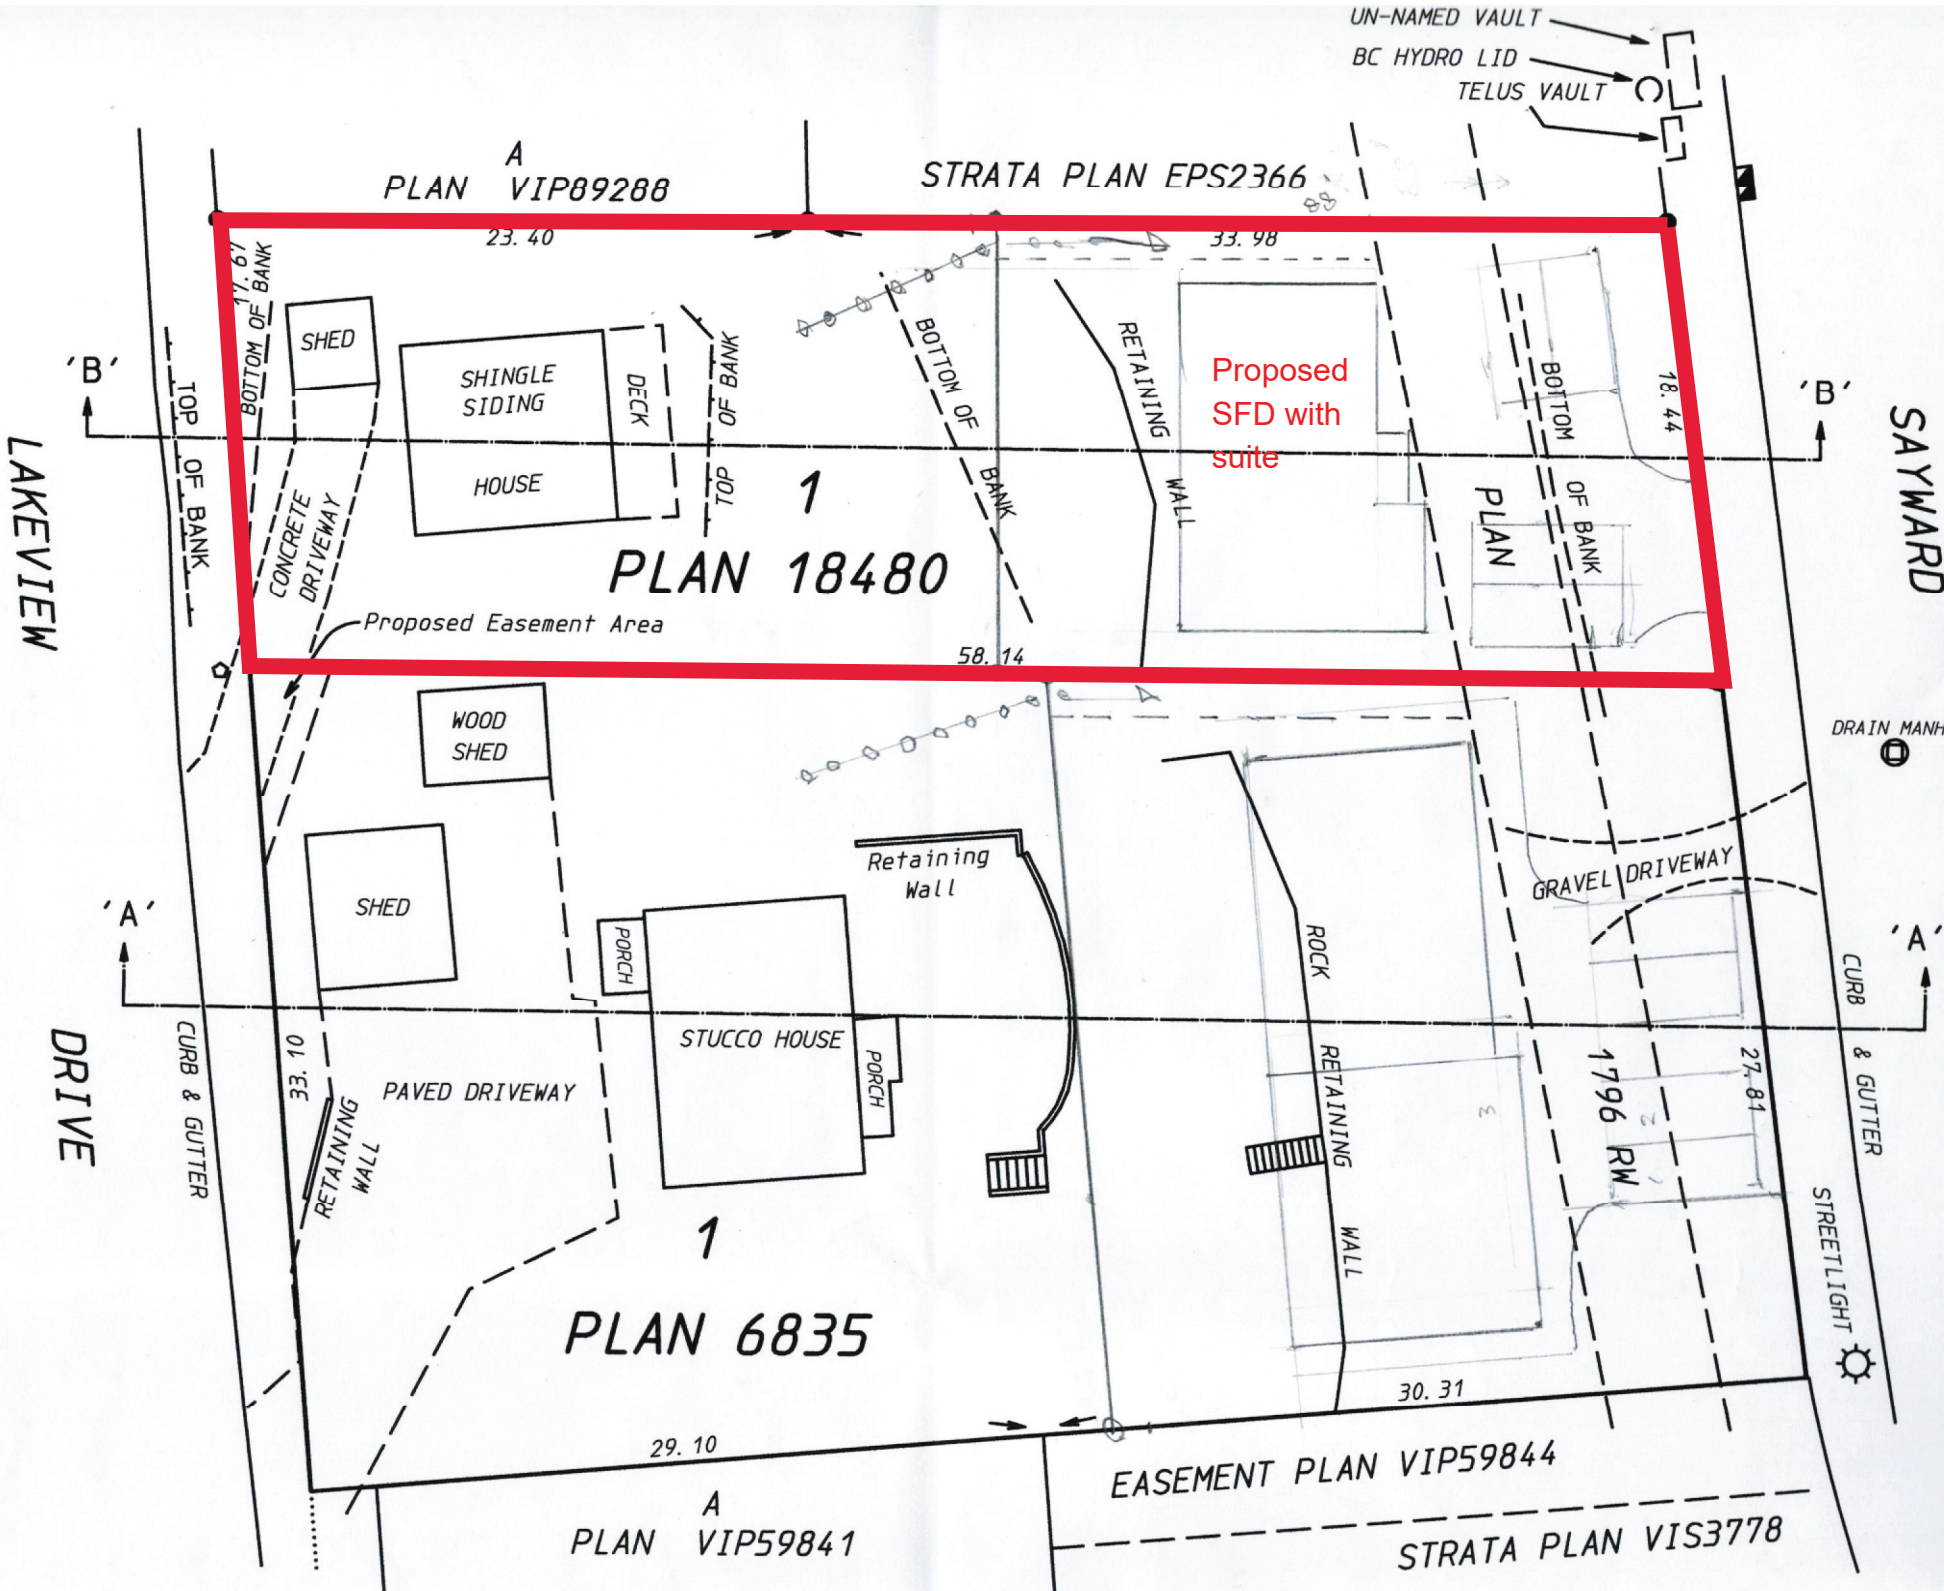 UN-NAMED VAULT
BC HYDRO LID
TELUS VAULT
A
PLAN VIP89288
STRATA PLAN EPS2366
88
23.40
33.98
17.67
BOTTOM OF BANK
SHED
SHINGLE
SIDING
HOUSE
DECK
TOP OF BANK
BOTTOM OF
BANK
RETAINING
WALL
Proposed
SFD with
suite
BOTTOM
OF BANK
18.44
'B'
'B'
TOP OF BANK
LAKEVIEW
SAYWARD
CONCRETE
DRIVEWAY
1
PLAN 18480
PLAN
Proposed Easement Area
58.14
WOOD
SHED
DRAIN MANH
SHED
Retaining
Wall
GRAVEL DRIVEWAY
'A'
'A'
PORCH
ROCK
RETAINING
WALL
CURB & GUTTER
STUCCO HOUSE
PORCH
CURB & GUTTER
DRIVE
33.10
PAVED DRIVEWAY
RETAINING
WALL
3
1796 RW
2
27.81
STREETLIGHT
1
PLAN 6835
30.31
29.10
EASEMENT PLAN VIP59844
A
PLAN VIP59841
STRATA PLAN VIS3778